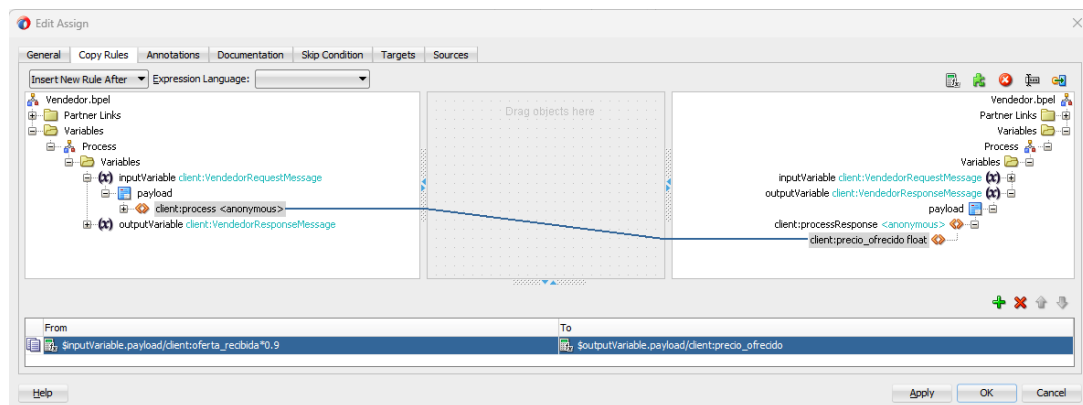 Edit Assign
General Copy Rules Annotations Documentation Skip Condition Targets Sources
Insert New Rule After Expression Language:
Vendedor.bpel
Partner Links
Variables
Process
Variables
inputVariable client:VendedorRequestMessage
payload
client:process <anonymous>
outputVariable client:VendedorResponseMessage
Drag objects here
Vendedor.bpel
Partner Links
Variables
Process
Variables
inputVariable client:VendedorRequestMessage
outputVariable client:VendedorResponseMessage
payload
client:processResponse <anonymous>
client:precio_ofrecido float
From To
$inputVariable.payload/client:oferta_recibida*0.9 $outputVariable.payload/client:precio_ofrecido
Help Apply OK Cancel